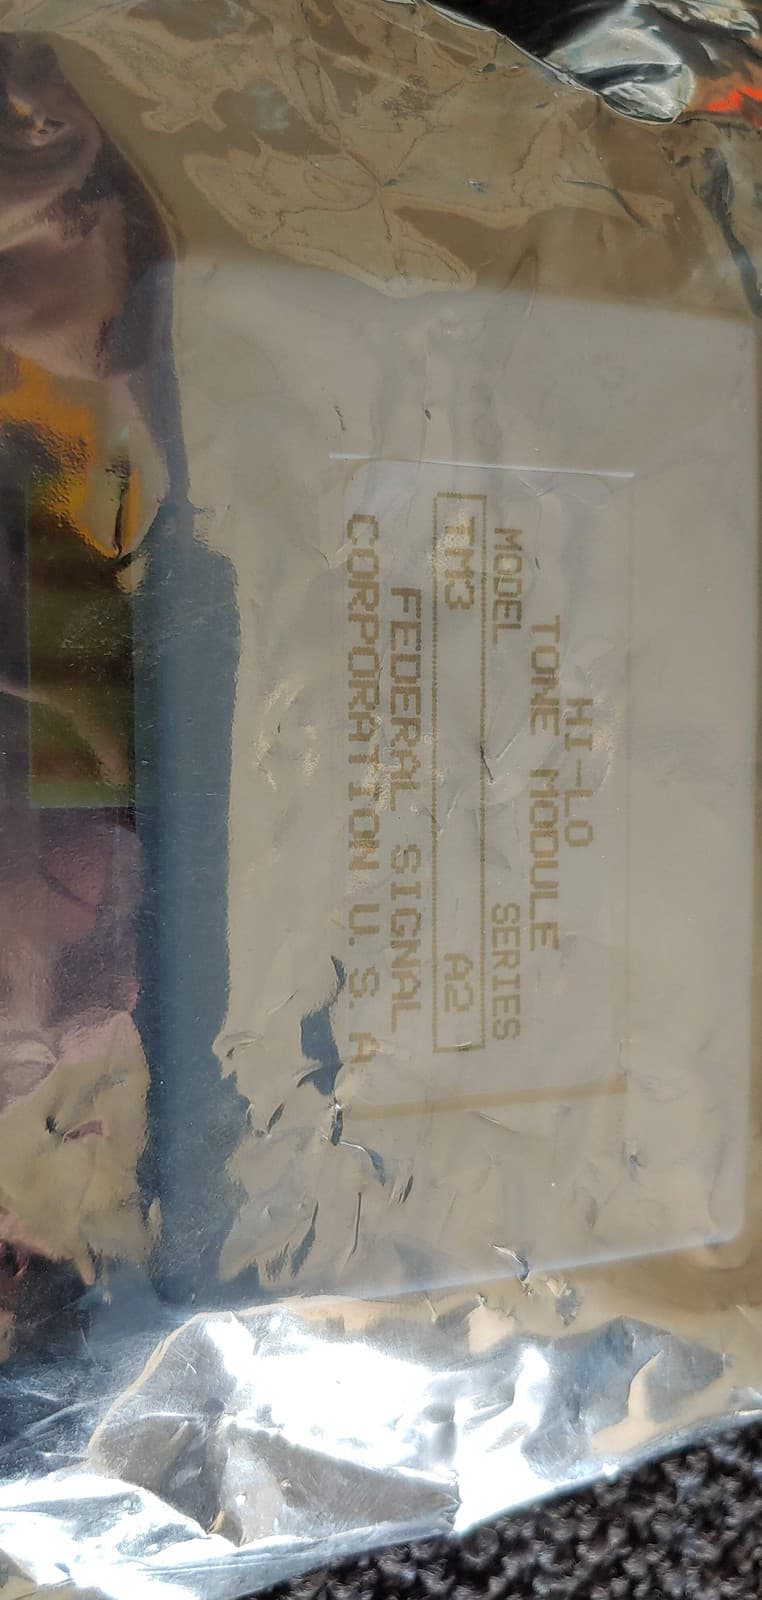 HI-LO
TONE MODULE
MODEL SERIES
TM3 A2
FEDERAL SIGNAL
CORPORATION U. S. A